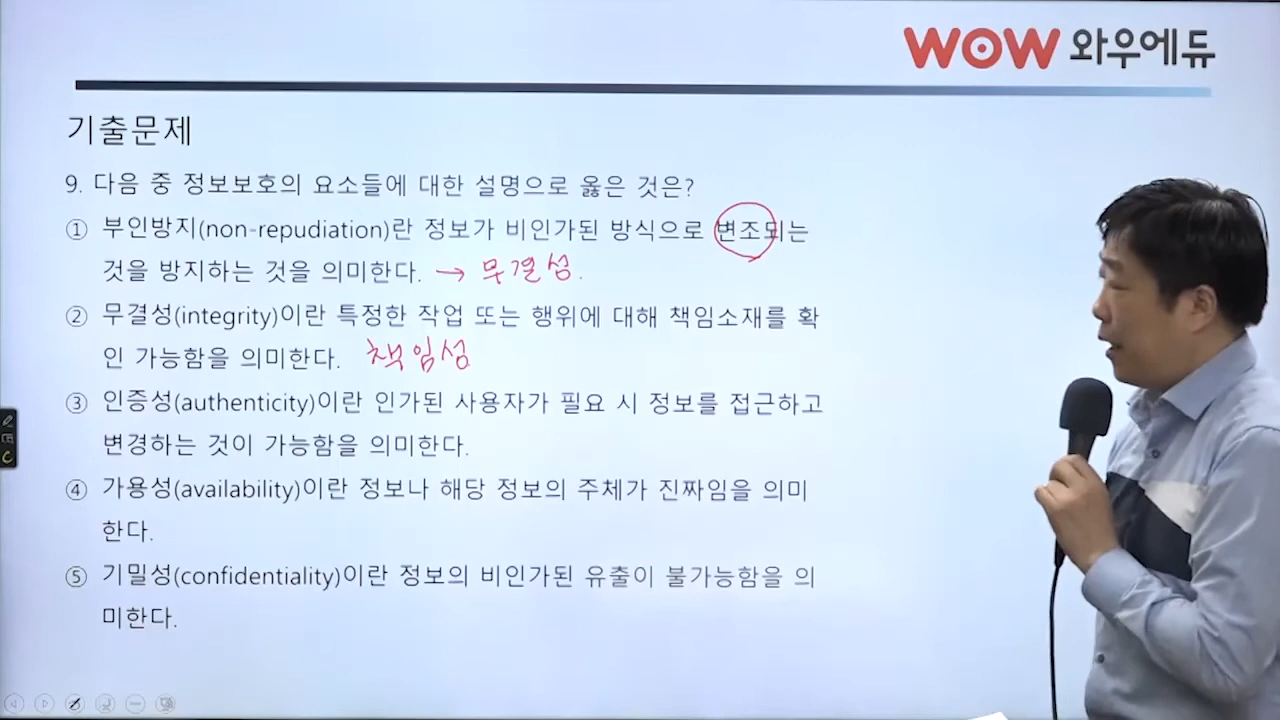 WOW 와우에듀
기출문제
9. 다음 중 정보보호의 요소들에 대한 설명으로 옳은 것은?
① 부인방지(non-repudiation)란 정보가 비인가된 방식으로 변조되는
것을 방지하는 것을 의미한다. → 무결성.
② 무결성(integrity)이란 특정한 작업 또는 행위에 대해 책임소재를 확
인 가능함을 의미한다. 책임성
③ 인증성(authenticity)이란 인가된 사용자가 필요 시 정보를 접근하고
변경하는 것이 가능함을 의미한다.
④ 가용성(availability)이란 정보나 해당 정보의 주체가 진짜임을 의미
한다.
⑤ 기밀성(confidentiality)이란 정보의 비인가된 유출이 불가능함을 의
미한다.